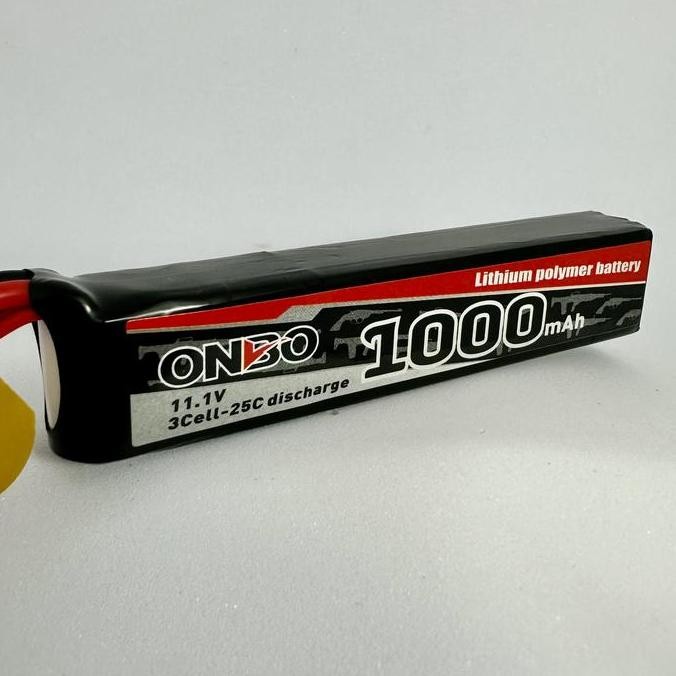 Lithium polymer battery
ONBO 1000mAh
11.1V
3Cell-25C discharge